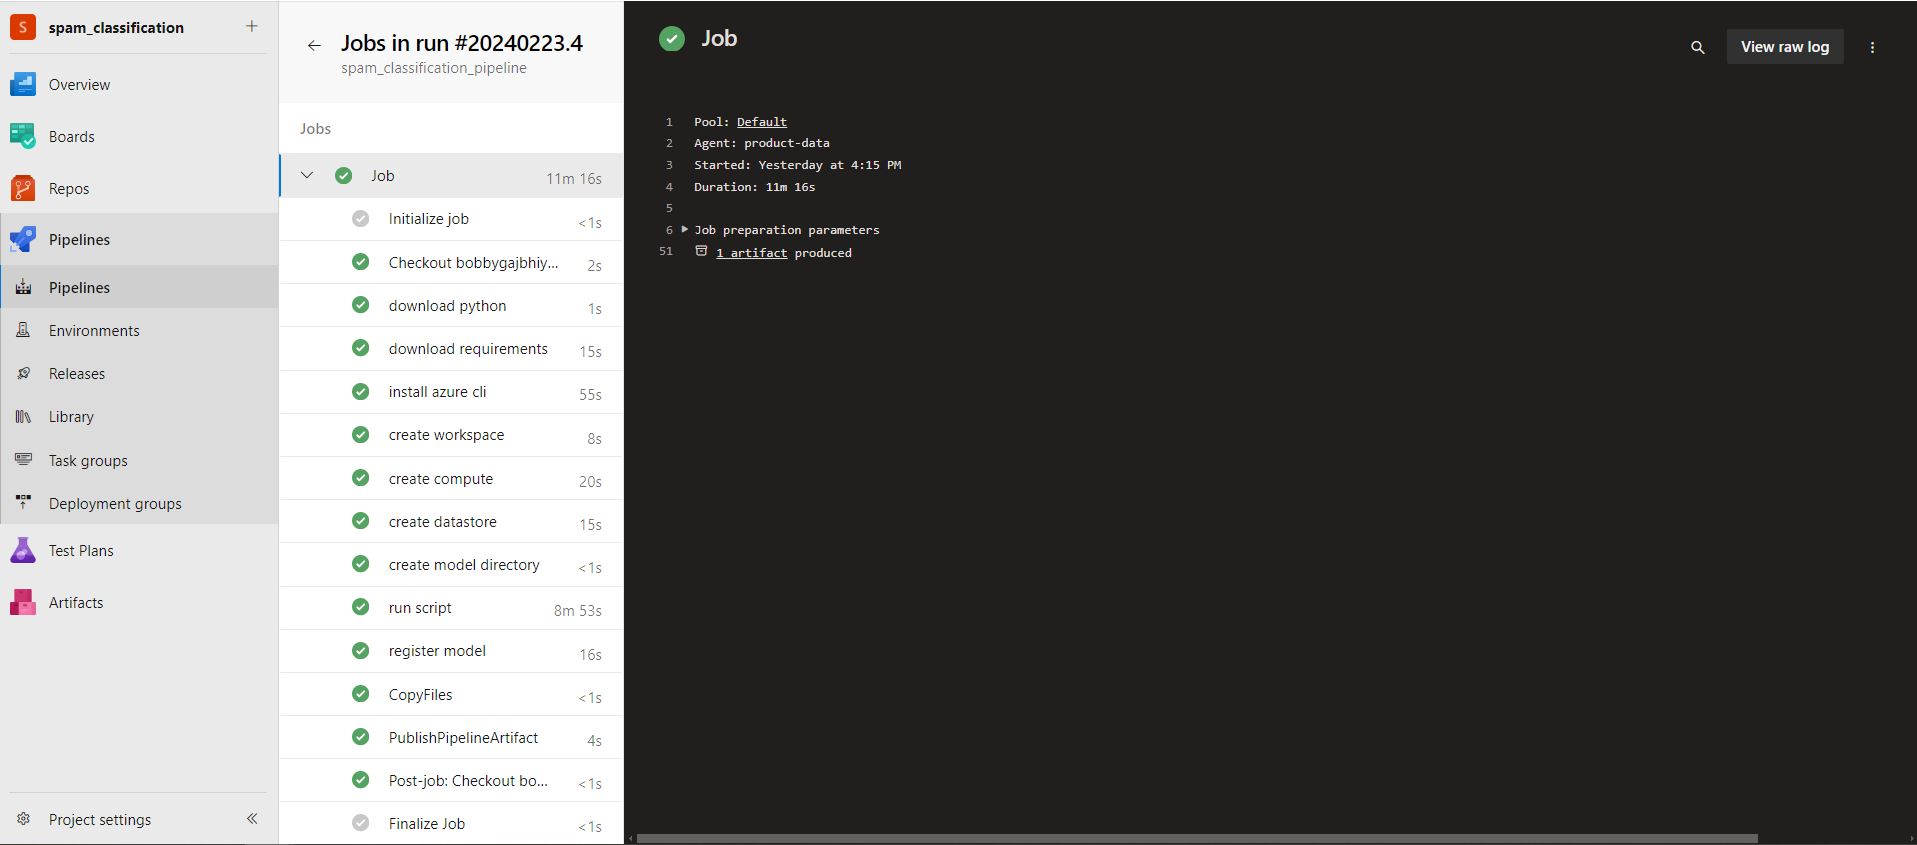 S spam_classification +
Overview
Boards
Repos
Pipelines
Pipelines
Environments
Releases
Library
Task groups
Deployment groups
Test Plans
Artifacts
Project settings
Jobs in run #20240223.4
spam_classification_pipeline
Jobs
Job 11m 16s
Initialize job <1s
Checkout bobbygajbhiy... 2s
download python 1s
download requirements 15s
install azure cli 55s
create workspace 8s
create compute 20s
create datastore 15s
create model directory <1s
run script 8m 53s
register model 16s
CopyFiles <1s
PublishPipelineArtifact 4s
Post-job: Checkout bo... <1s
Finalize Job <1s
Job
View raw log
1 Pool: Default
2 Agent: product-data
3 Started: Yesterday at 4:15 PM
4 Duration: 11m 16s
5
6 Job preparation parameters
51 1 artifact produced